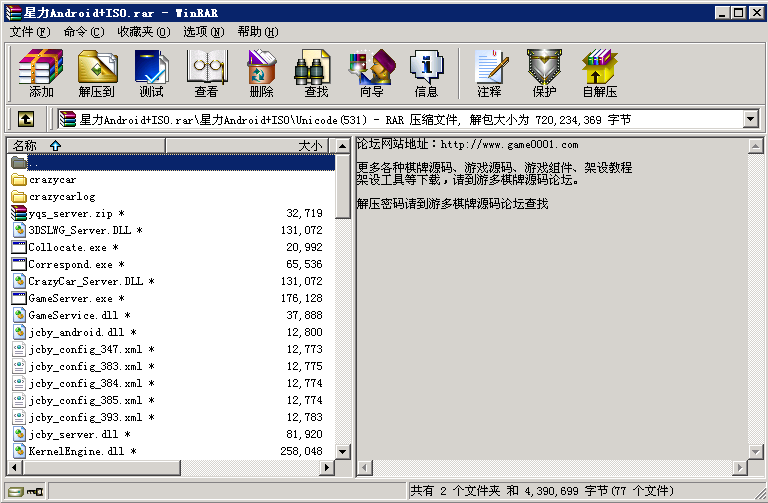 星力Android+ISO.rar - WinRAR
文件(F) 命令(C) 收藏夹(O) 选项(N) 帮助(H)
添加 解压到 测试 查看 删除 查找 向导 信息 注释 保护 自解压
星力Android+ISO.rar\星力Android+ISO\Unicode(531) - RAR 压缩文件, 解包大小为 720,234,369 字节
名称 大小
..
crazycar
crazycarlog
yqs_server.zip * 32,719
3DSLWG_Server.DLL * 131,072
Collocate.exe * 20,992
Correspond.exe * 65,536
CrazyCar_Server.DLL * 131,072
GameServer.exe * 176,128
GameService.dll * 37,888
jcby_android.dll * 12,800
jcby_config_347.xml * 12,773
jcby_config_383.xml * 12,775
jcby_config_384.xml * 12,774
jcby_config_385.xml * 12,774
jcby_config_393.xml * 12,783
jcby_server.dll * 81,920
KernelEngine.dll * 258,048
论坛网站地址：http://www.game0001.com
更多各种棋牌源码、游戏源码、游戏组件、架设教程
架设工具等下载，请到游多棋牌源码论坛。
解压密码请到游多棋牌源码论坛查找
共有 2 个文件夹 和 4,390,699 字节(77 个文件)